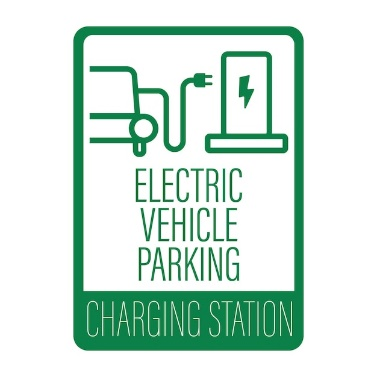 ELECTRIC
VEHICLE
PARKING
CHARGING STATION